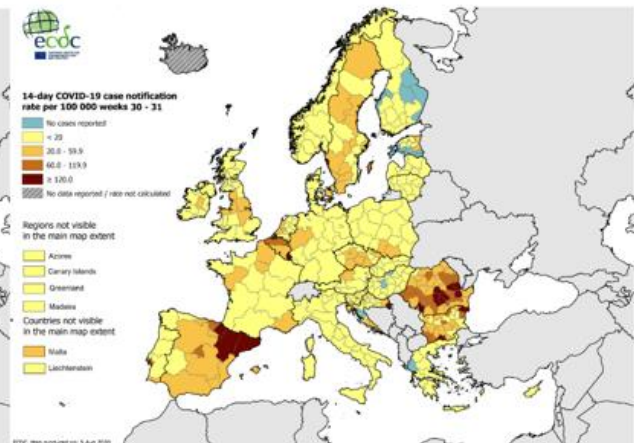 ecdc
14-day COVID-19 case notification
rate per 100 000 weeks 30 - 31
No cases reported
< 20
20.0 - 59.9
60.0 - 119.9
≥ 120.0
No data reported / rate not calculated
Regions not visible
in the main map extent
Azores
Canary Islands
Greenland
Madeira
Countries not visible
in the main map extent
Malta
Liechtenstein